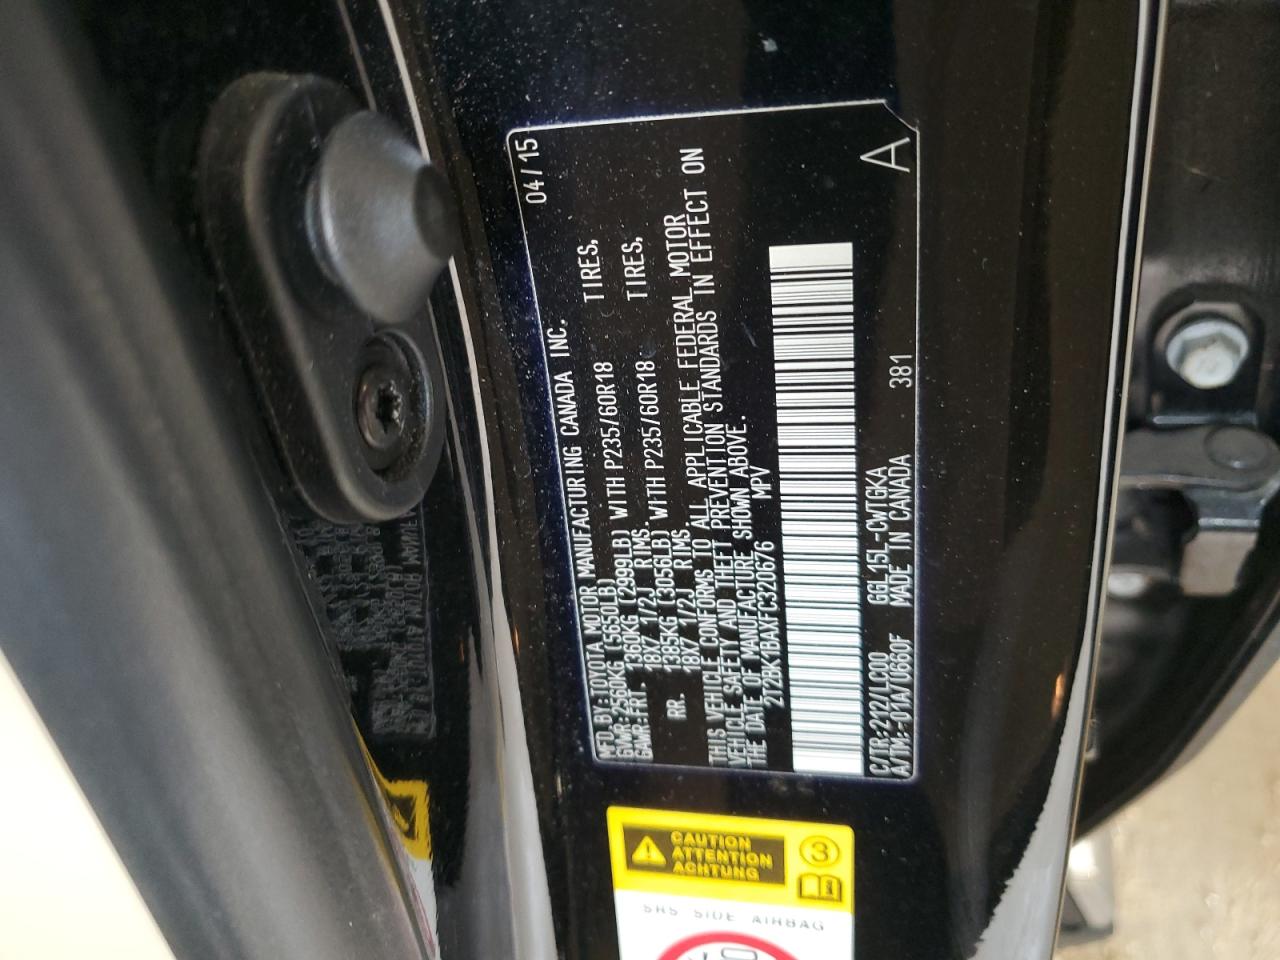 MFD.BY:TOYOTA MOTOR MANUFACTURING CANADA INC. 04/15
GVWR:2560KG (5650LB)
GAWR:FRT. 1360KG (2999LB) WITH P235/60R18 TIRES,
18X7 1/2J RIMS.
RR. 1385KG (3056LB) WITH P235/60R18 TIRES,
18X7 1/2J RIMS.
THIS VEHICLE CONFORMS TO ALL APPLICABLE FEDERAL MOTOR
VEHICLE SAFETY AND THEFT PREVENTION STANDARDS IN EFFECT ON
THE DATE OF MANUFACTURE SHOWN ABOVE.
2T2BK1BAXFC320676 MPV
C/TR:212/LC00 GGL15L-CWTGKA A
A/TM:-01A/U660F MADE IN CANADA 381
CAUTION
ATTENTION
ACHTUNG
3
SRS SIDE AIRBAG